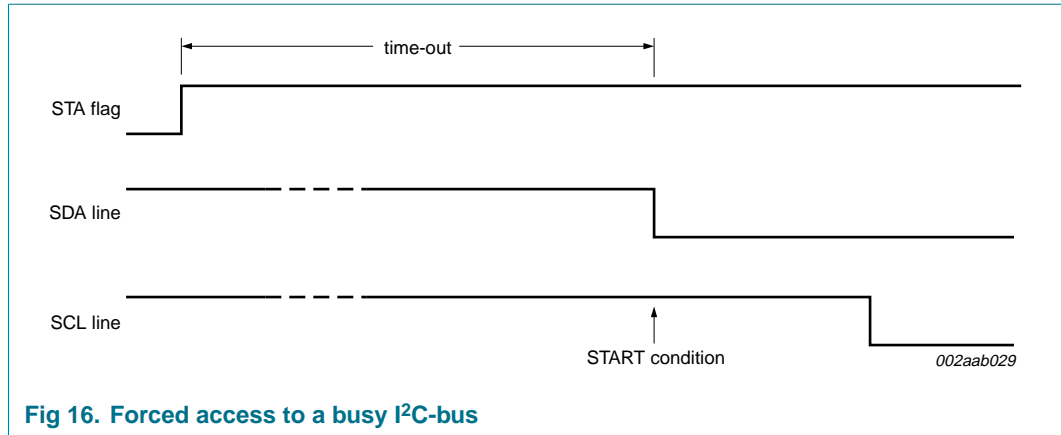 time-out
STA flag
SDA line
SCL line
START condition
002aab029
Fig 16. Forced access to a busy I²C-bus